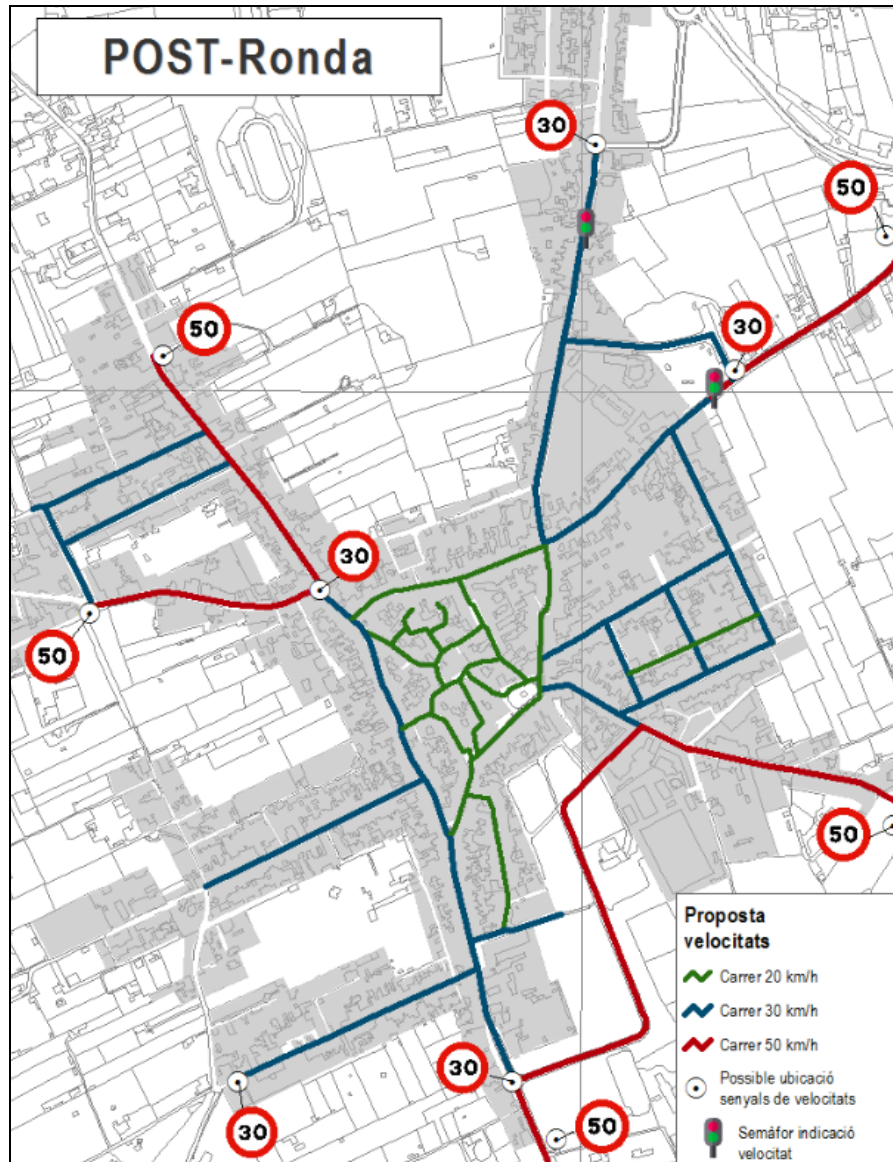 POST-Ronda
30
50
50
30
30
50
50
30
30
50
Proposta
velocitats
Carrer 20 km/h
Carrer 30 km/h
Carrer 50 km/h
Possible ubicació
senyals de velocitats
Semàfor indicació
velocitat